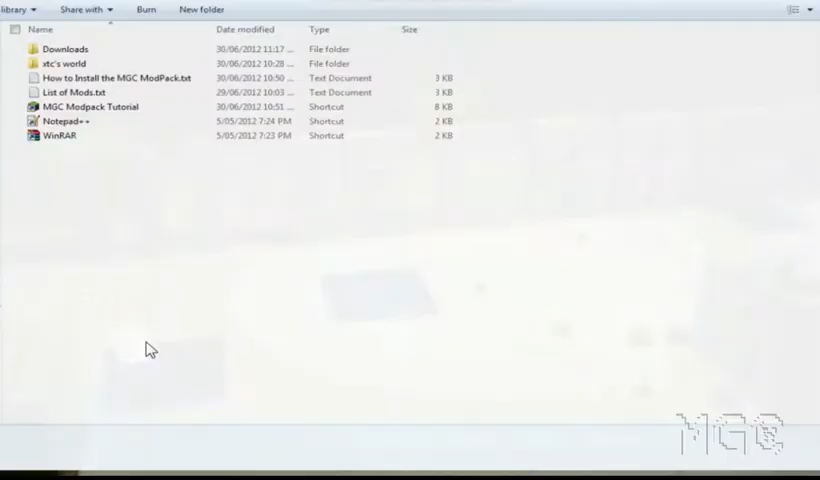 library Share with Burn New folder
Name Date modified Type Size
Downloads 30/06/2012 11:17 ... File folder
xtc's world 30/06/2012 10:28 ... File folder
How to Install the MGC ModPack.txt 30/06/2012 10:50 ... Text Document 3 KB
List of Mods.txt 29/06/2012 10:03 ... Text Document 3 KB
MGC Modpack Tutorial 30/06/2012 10:51 ... Shortcut 8 KB
Notepad++ 5/05/2012 7:24 PM Shortcut 2 KB
WinRAR 5/05/2012 7:23 PM Shortcut 2 KB
MGC